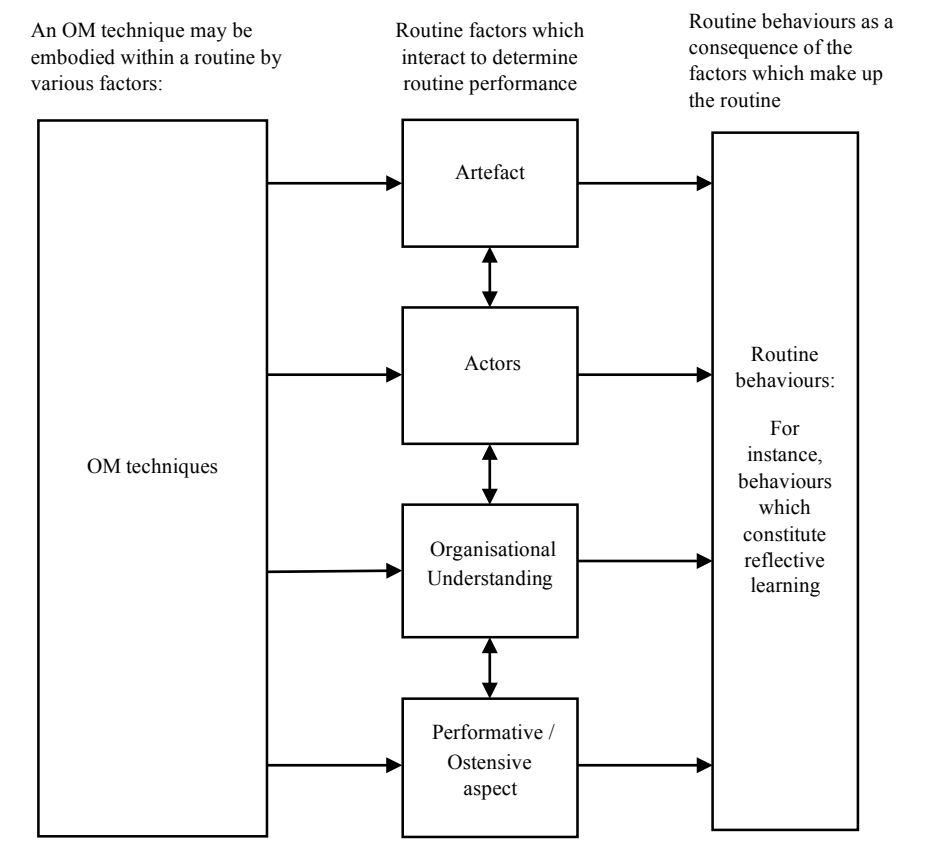 An OM technique may be
embodied within a routine by
various factors:
Routine factors which
interact to determine
routine performance
Routine behaviours as a
consequence of the
factors which make up
the routine
OM techniques
Artefact
Actors
Organisational
Understanding
Performative /
Ostensive
aspect
Routine
behaviours:
For
instance,
behaviours
which
constitute
reflective
learning